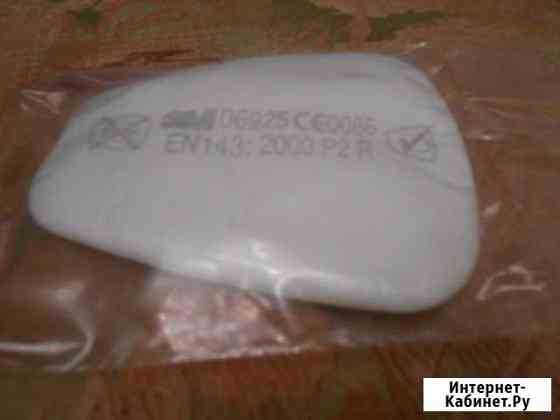 3M D6925 CE0086
EN143: 2000 P2 R
Интернет-
Кабинет.Ру